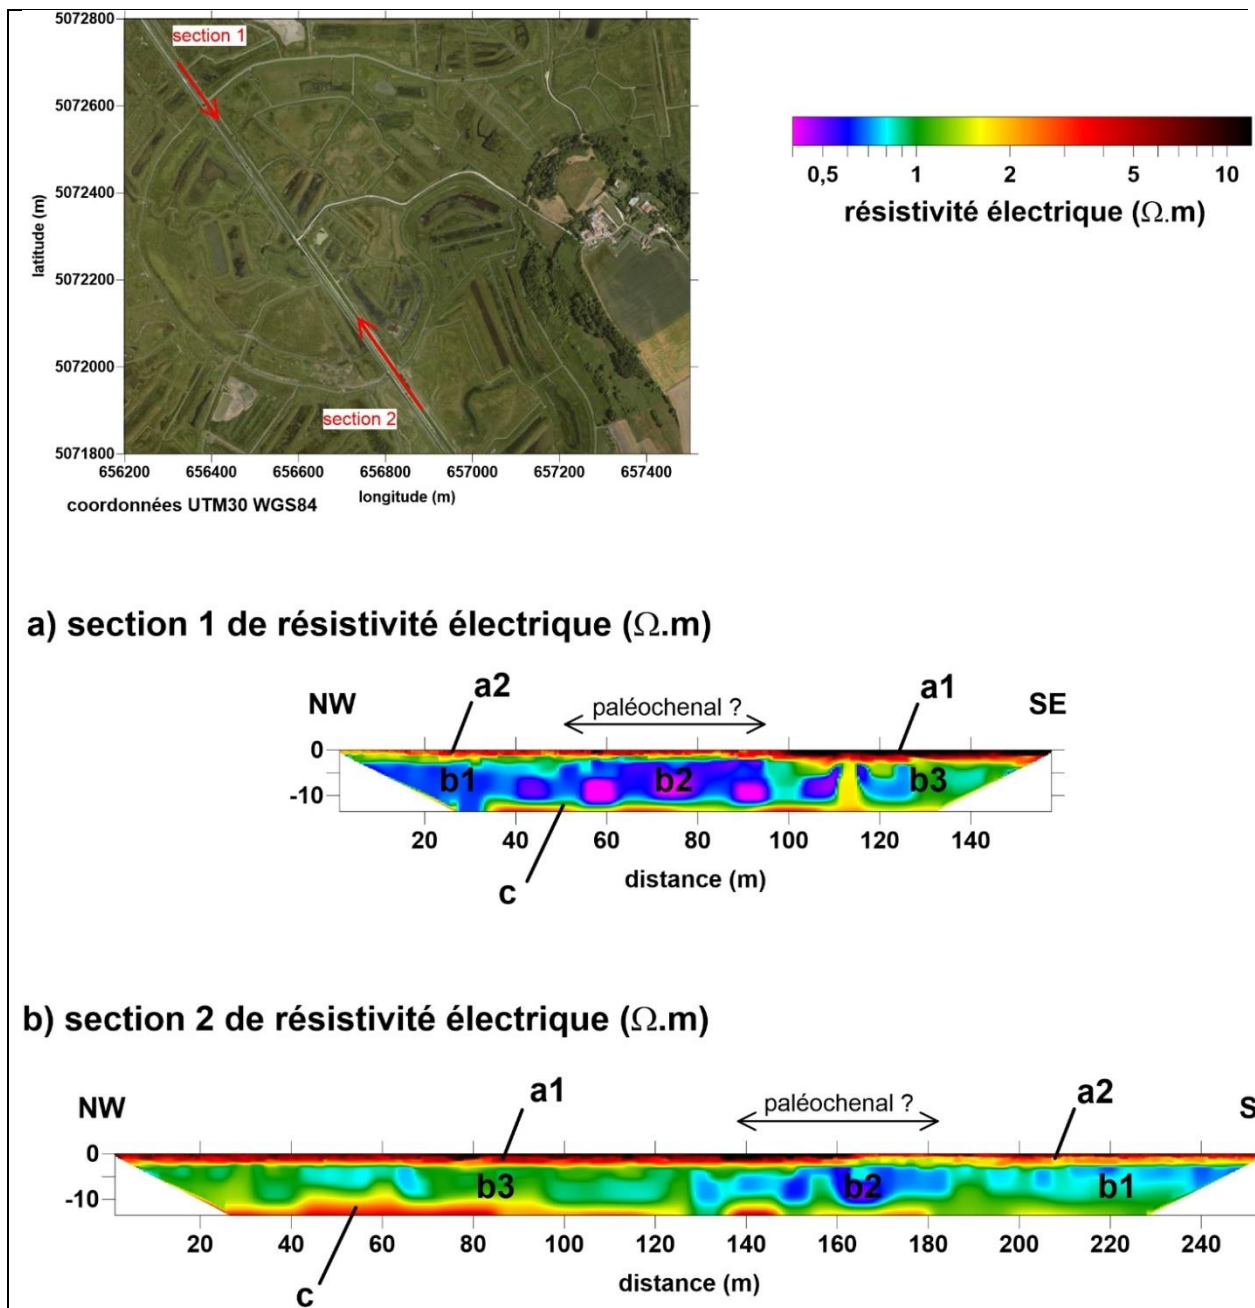 5072800
section 1
5072600
5072400
5072200
5072000
section 2
5071800
latitude (m)
656200 656400 656600 656800 657000 657200 657400
longitude (m)
coordonnées UTM30 WGS84
0,5 1 2 5 10
résistivité électrique (Ω.m)
a) section 1 de résistivité électrique (Ω.m)
a2
a1
NW
paléochenal ?
SE
0
b1 b2 b3
-10
20 40 60 80 100 120 140
c
distance (m)
b) section 2 de résistivité électrique (Ω.m)
a1
a2
NW
paléochenal ?
S
0
b3 b2 b1
-10
20 40 60 80 100 120 140 160 180 200 220 240
c
distance (m)